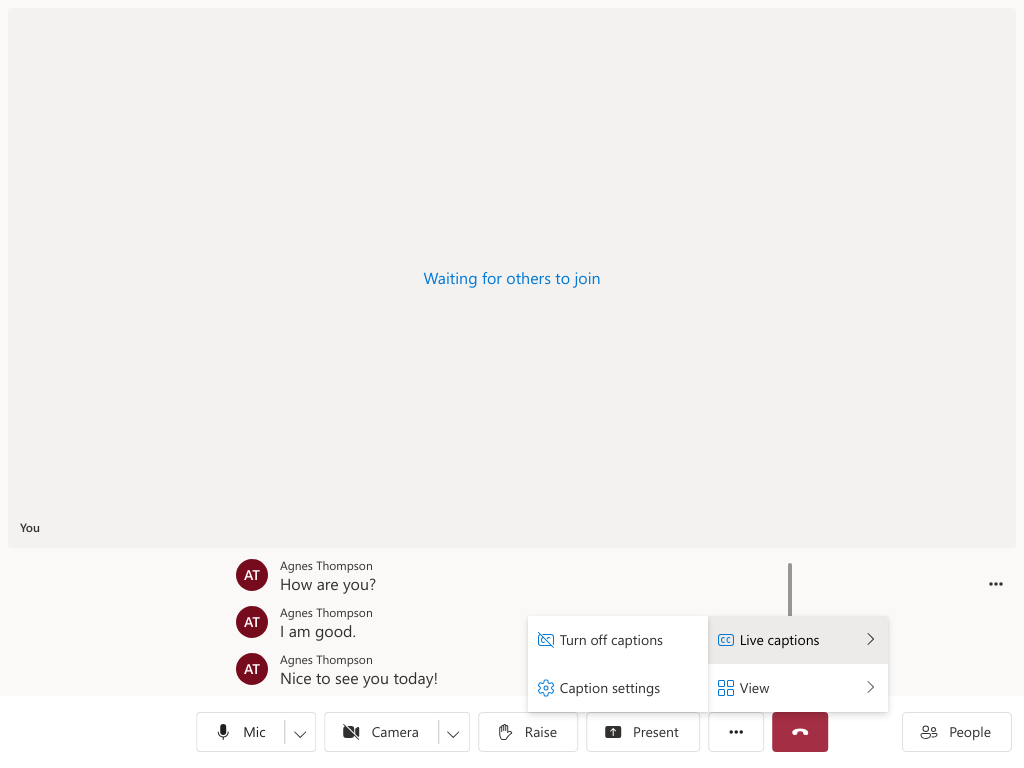 Waiting for others to join
You
AT
Agnes Thompson
How are you?
AT
Agnes Thompson
I am good.
AT
Agnes Thompson
Nice to see you today!
Turn off captions
Caption settings
CC Live captions
View
Mic
Camera
Raise
Present
People